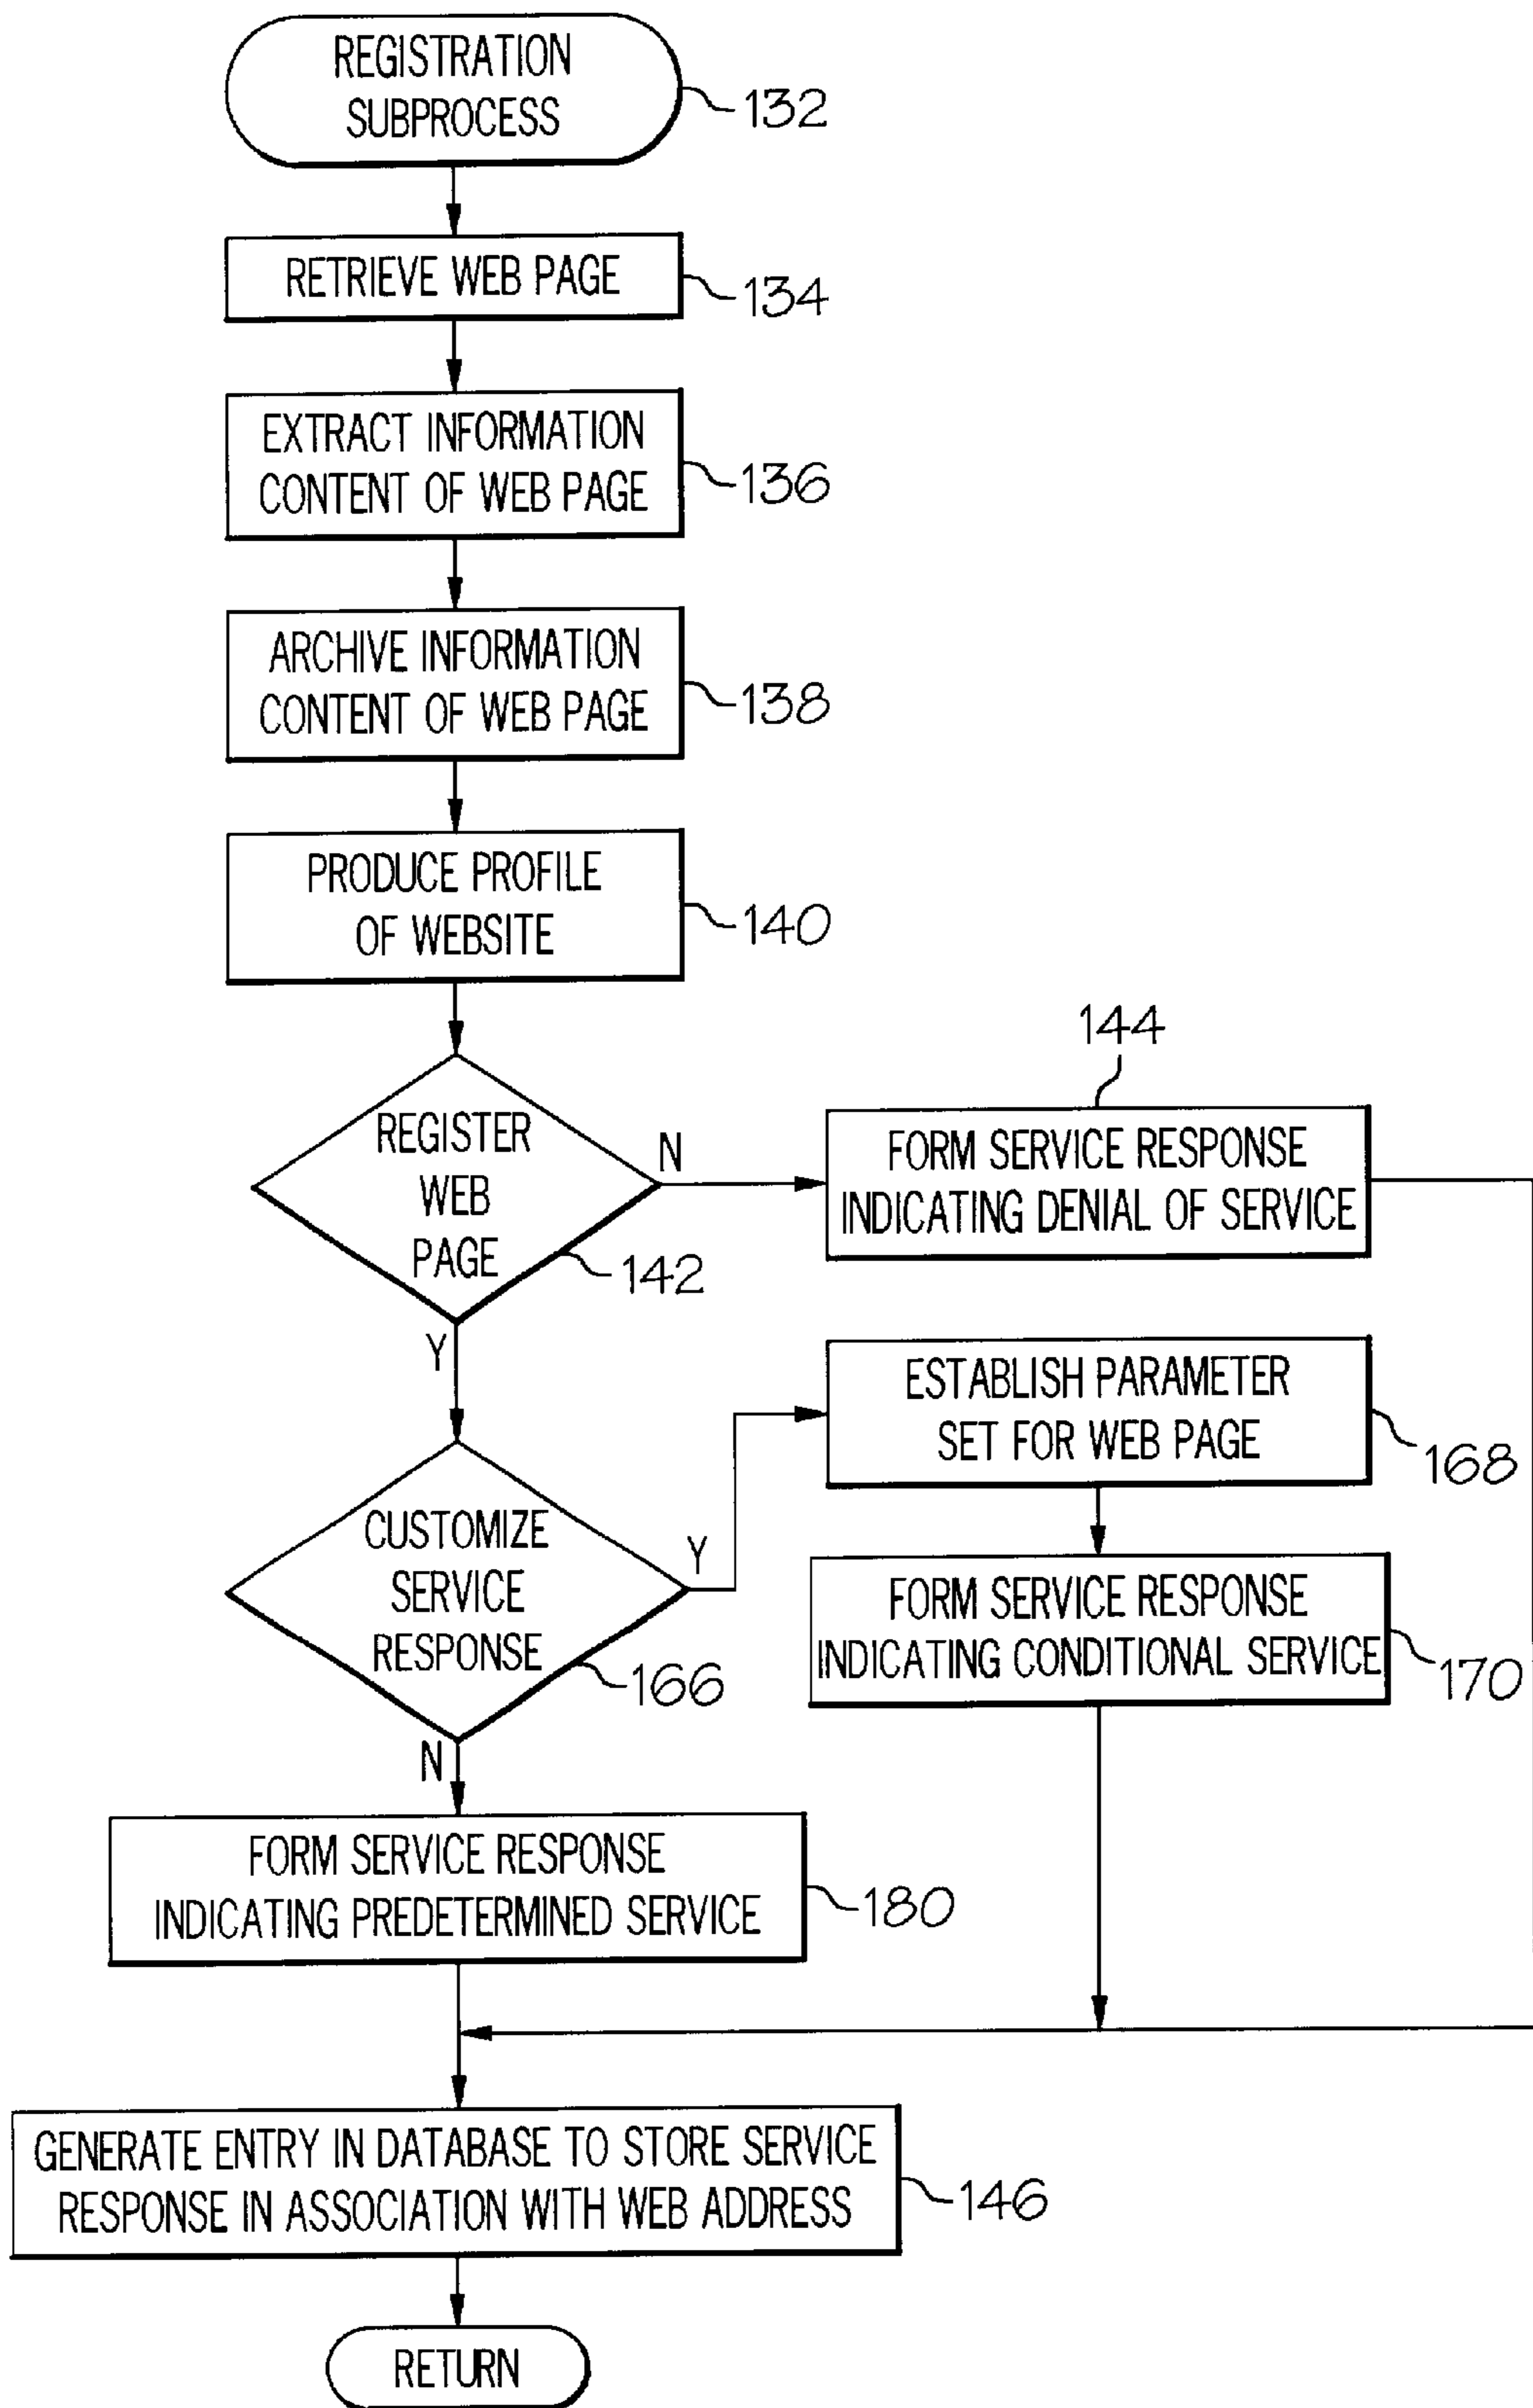 REGISTRATION
SUBPROCESS
132
RETRIEVE WEB PAGE
134
EXTRACT INFORMATION
CONTENT OF WEB PAGE
136
ARCHIVE INFORMATION
CONTENT OF WEB PAGE
138
PRODUCE PROFILE
OF WEBSITE
140
REGISTER
WEB
PAGE
142
N
144
FORM SERVICE RESPONSE
INDICATING DENIAL OF SERVICE
Y
CUSTOMIZE
SERVICE
RESPONSE
166
Y
ESTABLISH PARAMETER
SET FOR WEB PAGE
168
FORM SERVICE RESPONSE
INDICATING CONDITIONAL SERVICE
170
N
FORM SERVICE RESPONSE
INDICATING PREDETERMINED SERVICE
180
GENERATE ENTRY IN DATABASE TO STORE SERVICE
RESPONSE IN ASSOCIATION WITH WEB ADDRESS
146
RETURN